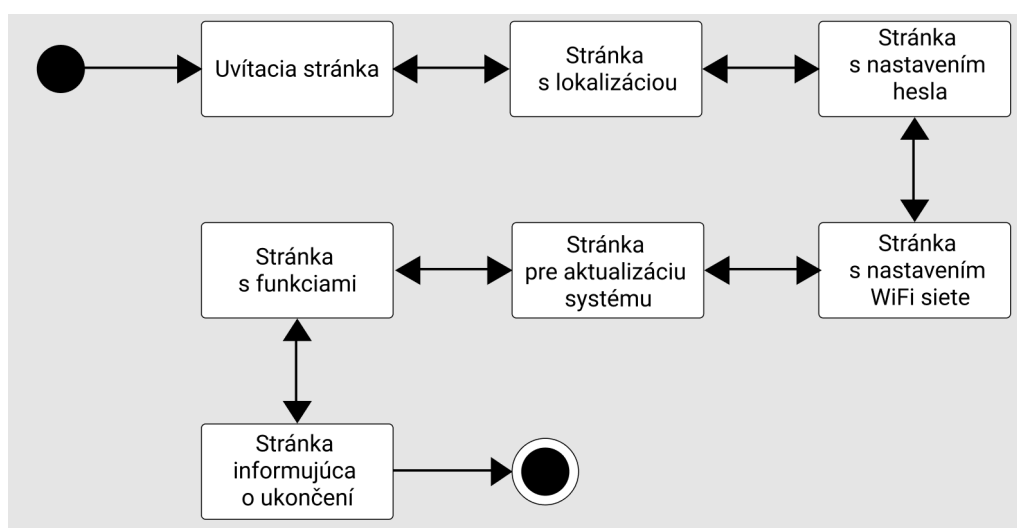 Uvítacia stránka
Stránka
s lokalizáciou
Stránka
s nastavením
hesla
Stránka
s funkciami
Stránka
pre aktualizáciu
systému
Stránka
s nastavením
WiFi siete
Stránka
informujúca
o ukončení